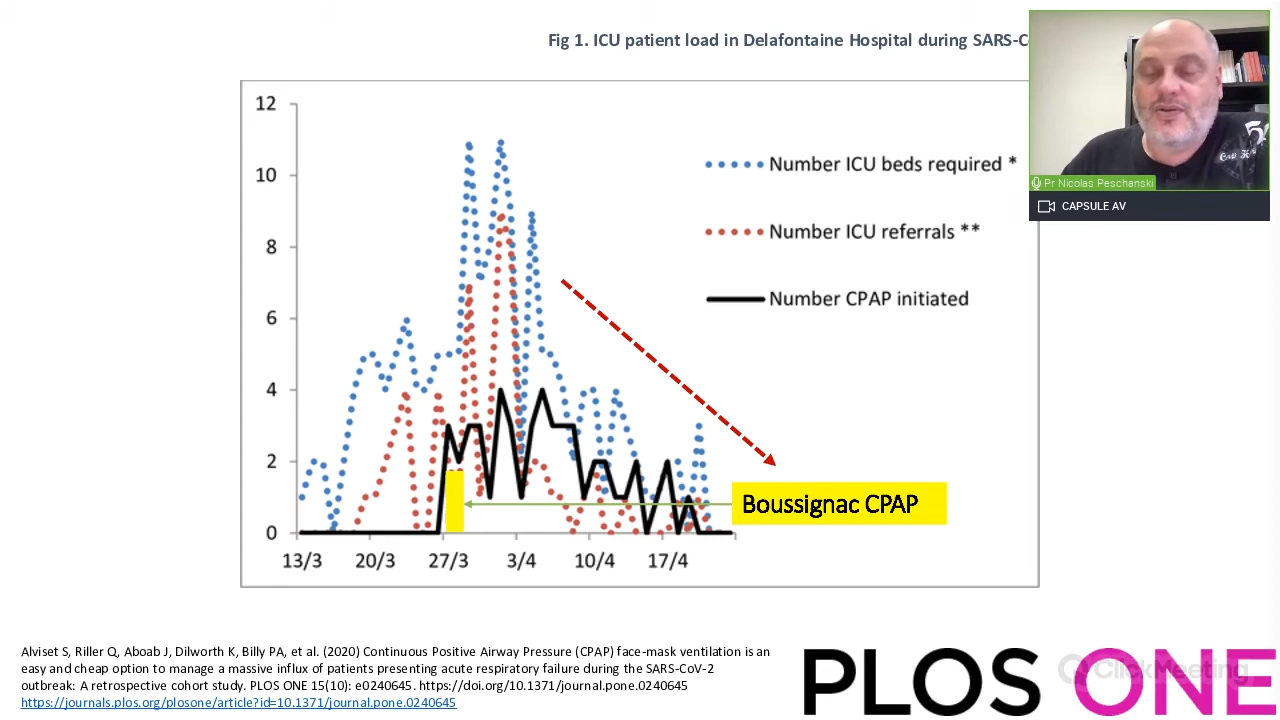 Fig 1. ICU patient load in Delafontaine Hospital during SARS-C
12
10
8
6
4
2
0
13/3 20/3 27/3 3/4 10/4 17/4
Number ICU beds required *
Number ICU referrals **
Number CPAP initiated
Boussignac CPAP
Pr Nicolas Peschanski
CAPSULE AV
Alviset S, Riller Q, Aboab J, Dilworth K, Billy PA, et al. (2020) Continuous Positive Airway Pressure (CPAP) face-mask ventilation is an
easy and cheap option to manage a massive influx of patients presenting acute respiratory failure during the SARS-CoV-2
outbreak: A retrospective cohort study. PLOS ONE 15(10): e0240645. https://doi.org/10.1371/journal.pone.0240645
https://journals.plos.org/plosone/article?id=10.1371/journal.pone.0240645
PLOS ONE
ClickMeeting